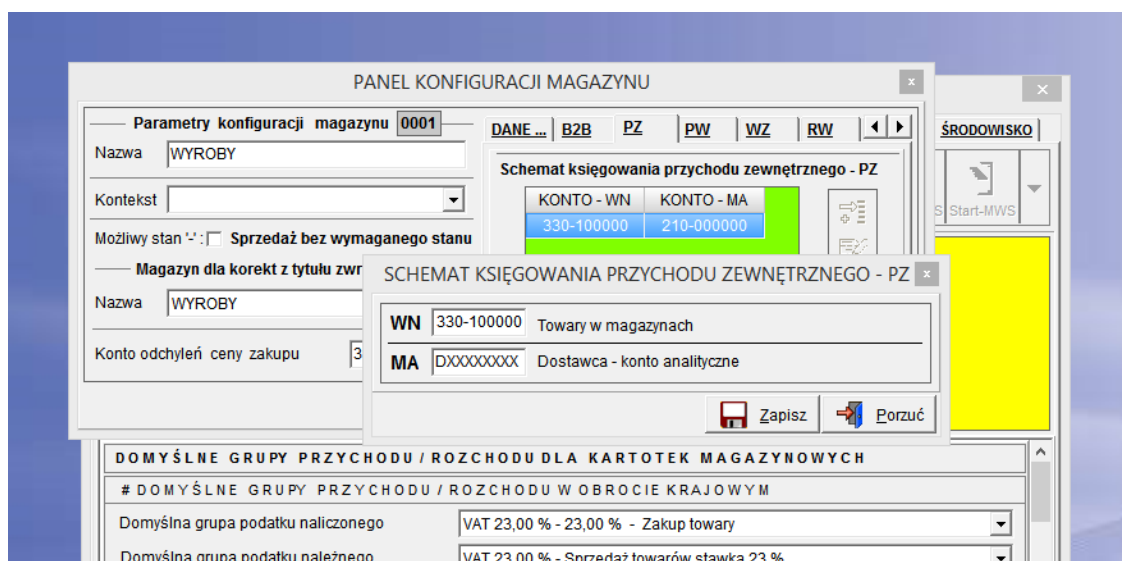 PANEL KONFIGURACJI MAGAZYNU x
Parametry konfiguracji magazynu 0001
Nazwa WYROBY
Kontekst
Możliwy stan '-' : Sprzedaż bez wymaganego stanu
Magazyn dla korekt z tytułu zwr
Nazwa WYROBY
Konto odchyleń ceny zakupu 3
DANE ... B2B PZ PW WZ RW
Schemat księgowania przychodu zewnętrznego - PZ
KONTO - WN KONTO - MA
330-100000 210-000000
ŚRODOWISKO
S Start-MWS
SCHEMAT KSIĘGOWANIA PRZYCHODU ZEWNĘTRZNEGO - PZ x
WN 330-100000 Towary w magazynach
MA DXXXXXXXX Dostawca - konto analityczne
Zapisz Porzuć
DOMYŚLNE GRUPY PRZYCHODU / ROZCHODU DLA KARTOTEK MAGAZYNOWYCH
# DOMYŚLNE GRUPY PRZYCHODU / ROZCHODU W OBROCIE KRAJOWYM
Domyślna grupa podatku naliczonego VAT 23,00 % - 23,00 % - Zakup towary
Domyślna grupa podatku należnego VAT 23,00 % - Sprzedaż towarów stawka 23 %